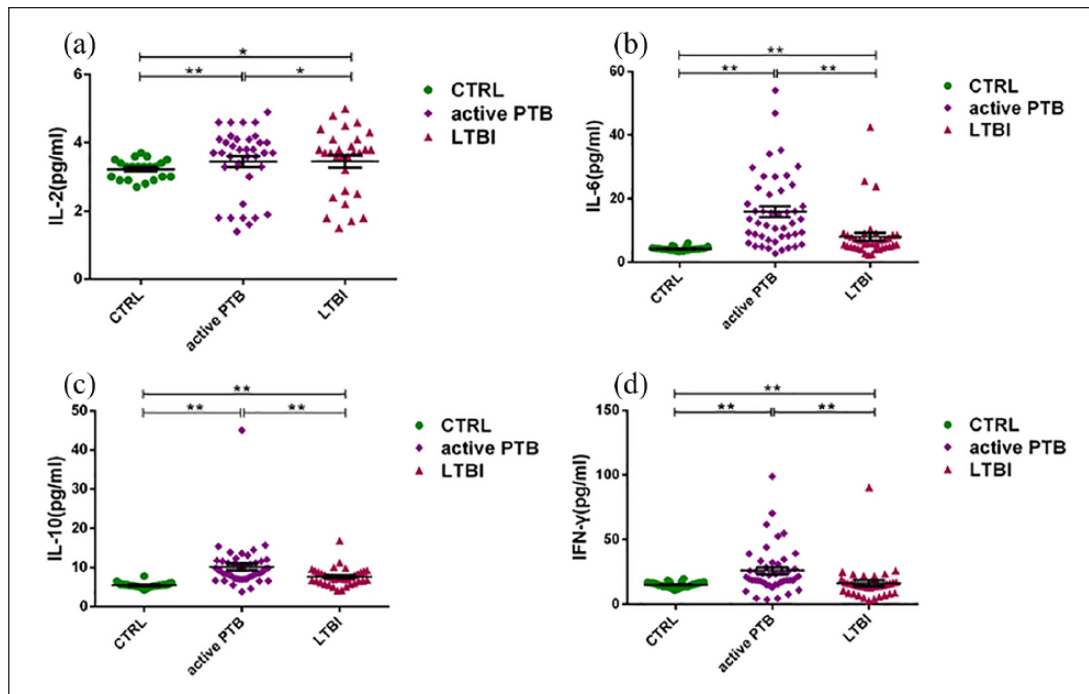 (a)
*
** *
6
4
2
0
IL-2(pg/ml)
CTRL
active PTB
LTBI
CTRL
active PTB
LTBI
(b)
**
** **
60
40
20
0
IL-6(pg/ml)
CTRL
active PTB
LTBI
CTRL
active PTB
LTBI
(c)
**
** **
50
40
30
20
10
0
IL-10(pg/ml)
CTRL
active PTB
LTBI
CTRL
active PTB
LTBI
(d)
**
** **
150
100
50
0
IFN-γ(pg/ml)
CTRL
active PTB
LTBI
CTRL
active PTB
LTBI